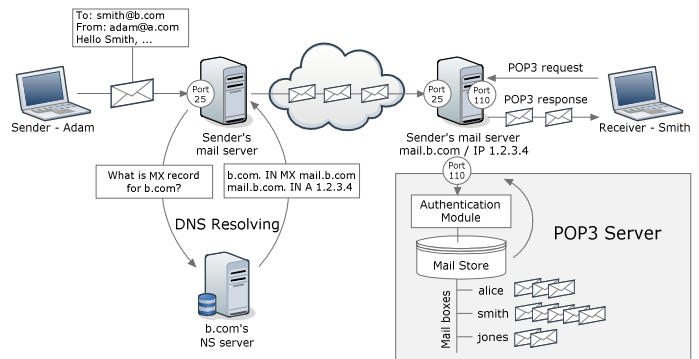 To: smith@b.com
From: adam@a.com
Hello Smith, ...
Sender - Adam
Port
25
Sender's
mail server
Port
25
Port
110
Sender's mail server
mail.b.com / IP 1.2.3.4
POP3 request
POP3 response
Receiver - Smith
What is MX record
for b.com?
b.com. IN MX mail.b.com
mail.b.com. IN A 1.2.3.4
DNS Resolving
b.com's
NS server
Port
110
Authentication
Module
POP3 Server
Mail Store
Mail boxes
alice
smith
jones